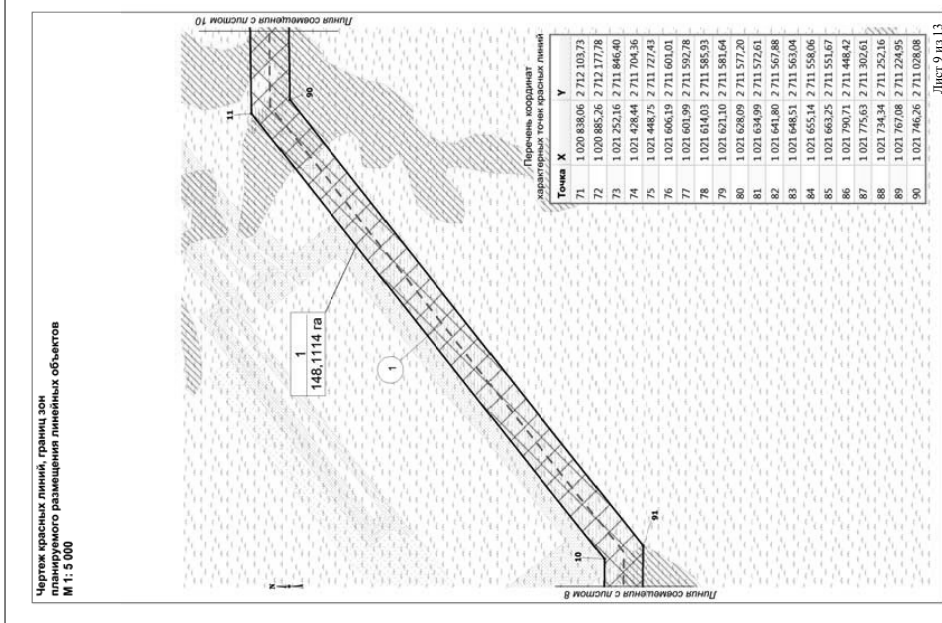 Чертеж красных линий, границ зон
планируемого размещения линейных объектов
М 1: 5 000
Линия совмещения с листом 10
11
90
1
148,1114 га
1
N
10
91
Линия совмещения с листом 8
Перечень координат
характерных точек красных линий
Точка X Y
71 1 020 838,06 2 712 103,73
72 1 020 885,26 2 712 177,78
73 1 021 252,16 2 711 846,40
74 1 021 428,44 2 711 704,36
75 1 021 448,75 2 711 727,43
76 1 021 606,19 2 711 601,01
77 1 021 601,99 2 711 592,78
78 1 021 614,03 2 711 585,93
79 1 021 621,10 2 711 581,64
80 1 021 628,09 2 711 577,20
81 1 021 634,99 2 711 572,61
82 1 021 641,80 2 711 567,88
83 1 021 648,51 2 711 563,04
84 1 021 655,14 2 711 558,06
85 1 021 663,25 2 711 551,67
86 1 021 790,71 2 711 448,42
87 1 021 775,63 2 711 302,61
88 1 021 734,34 2 711 252,16
89 1 021 767,08 2 711 224,95
90 1 021 746,26 2 711 028,08
Лист 9 из 13